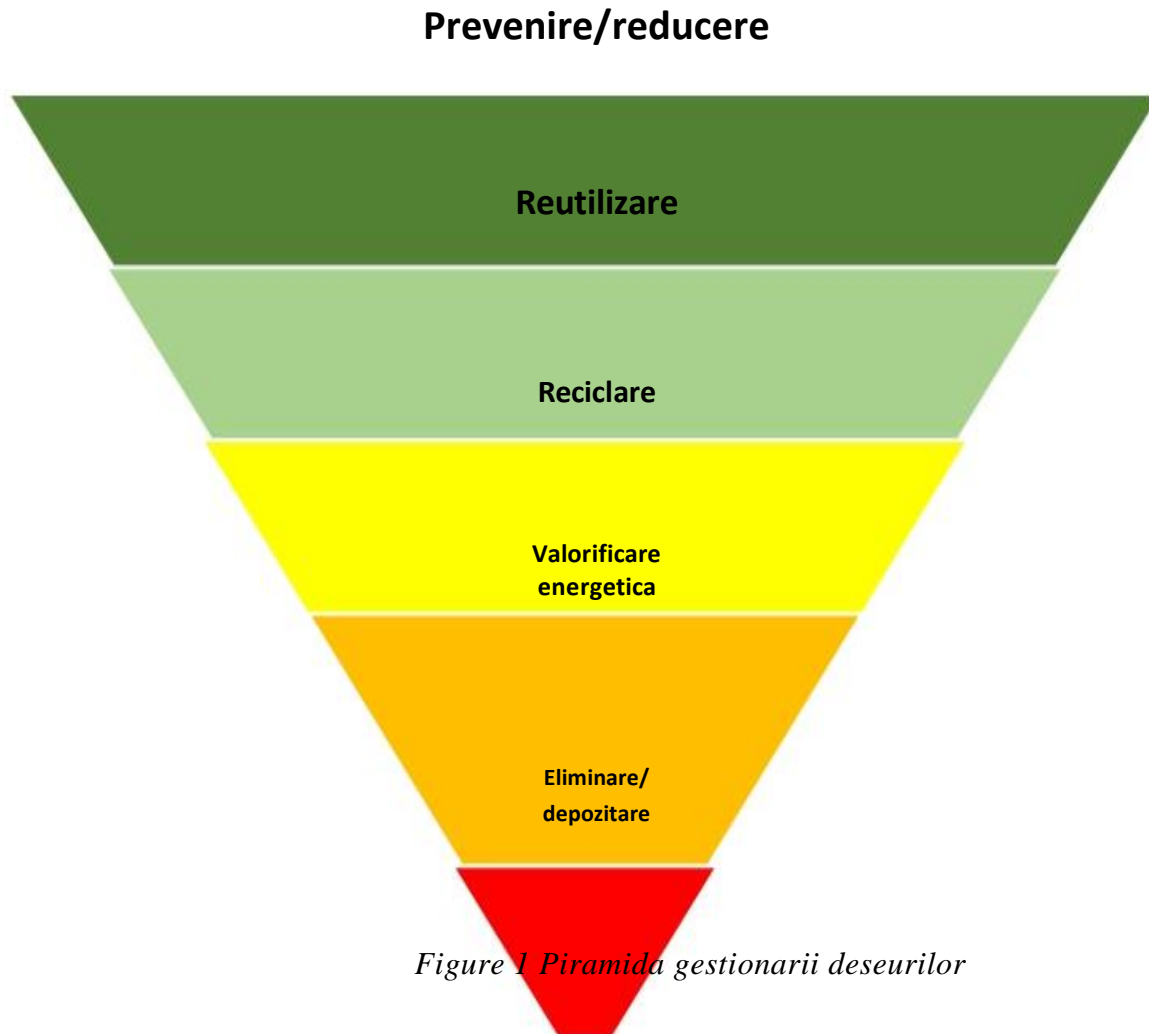 Prevenire/reducere
Reutilizare
Reciclare
Valorificare
energetica
Eliminare/
depozitare
Figure 1 Piramida gestionarii deseurilor